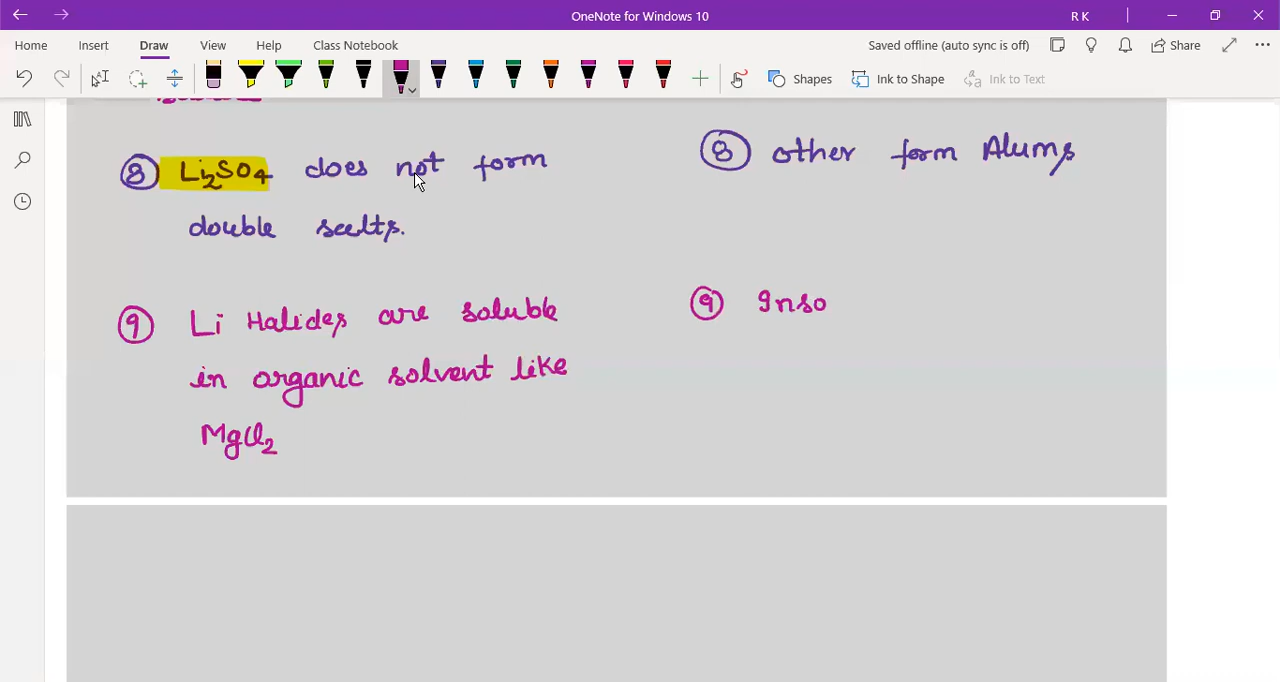 OneNote for Windows 10
R K
Home Insert Draw View Help Class Notebook
Saved offline (auto sync is off)
Share
Shapes
Ink to Shape
Ink to Text
8 Li2SO4 does not form
double salts.
8 other form Alums
9 Li Halides are soluble
in organic solvent like
MgCl2
9 Inso